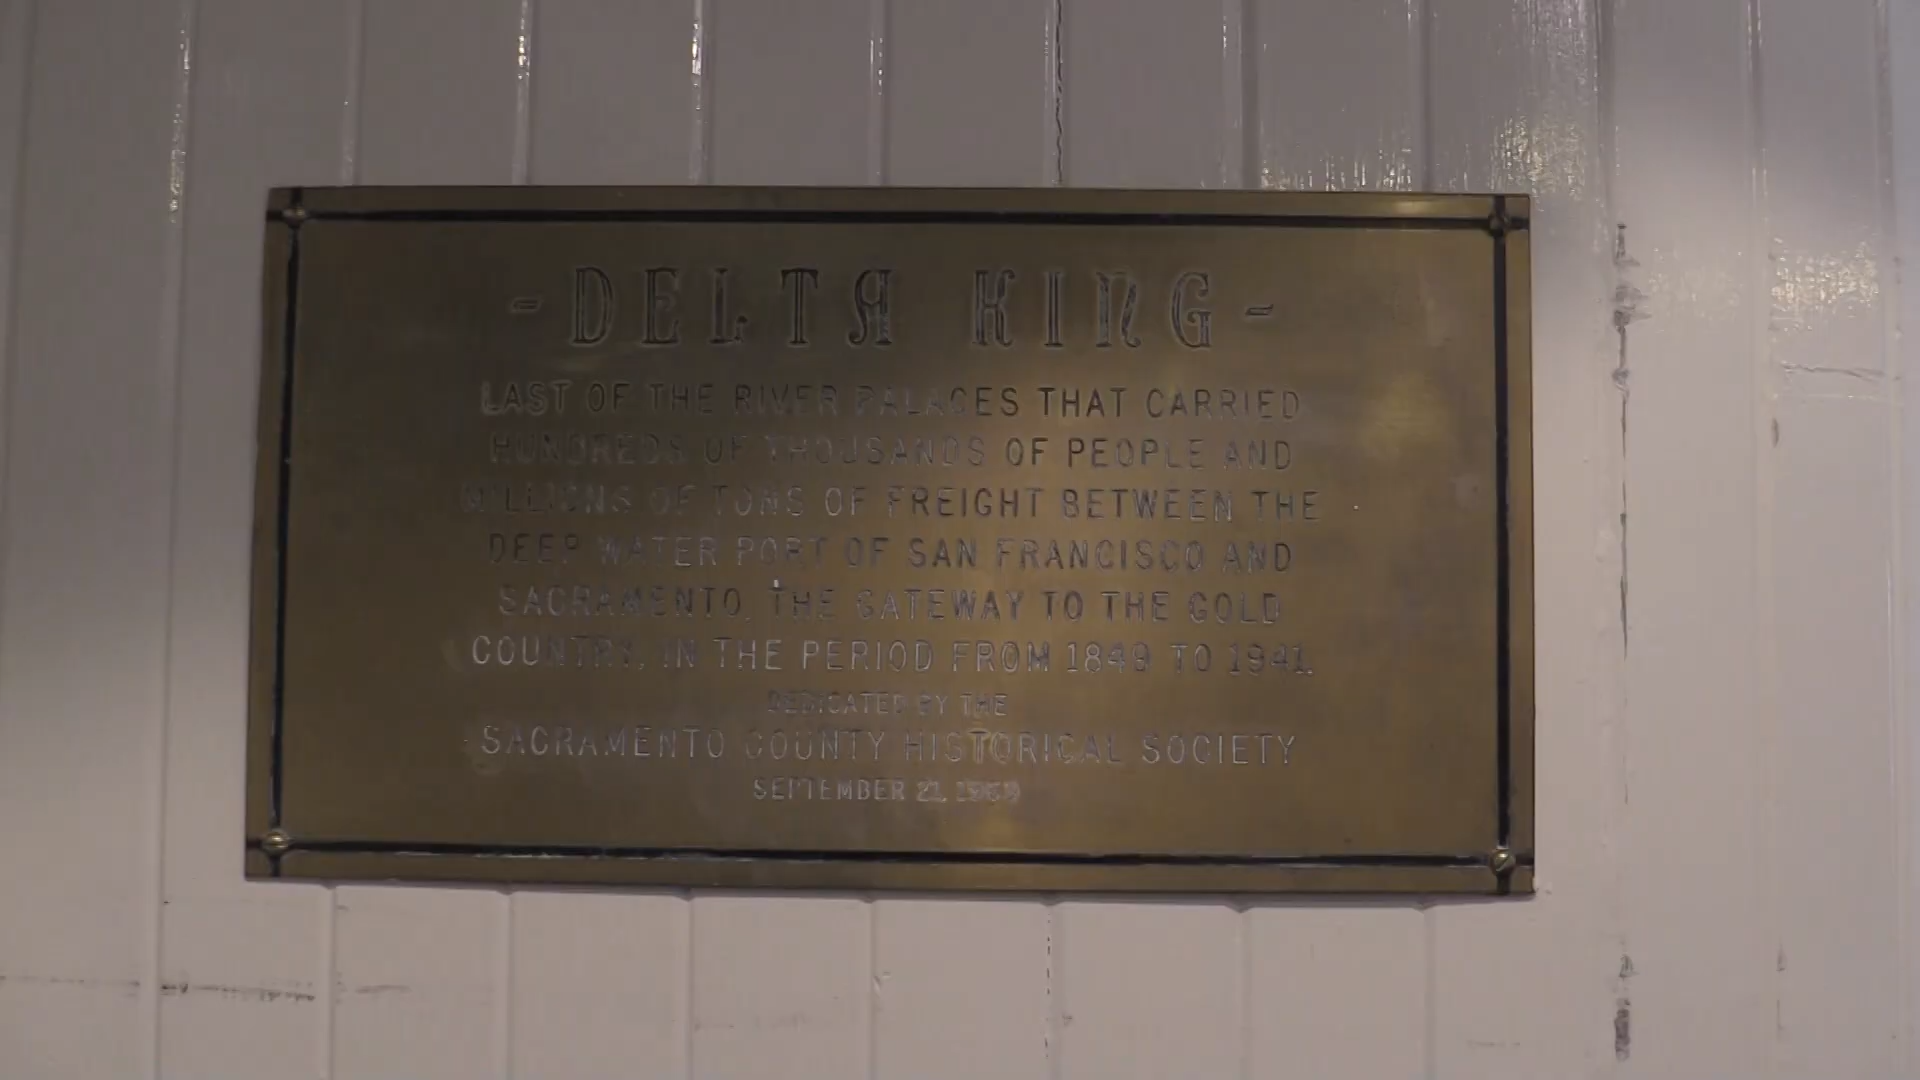 - DELTA KING -
LAST OF THE RIVER PALACES THAT CARRIED
HUNDREDS OF THOUSANDS OF PEOPLE AND
MILLIONS OF TONS OF FREIGHT BETWEEN THE
DEEP WATER PORT OF SAN FRANCISCO AND
SACRAMENTO, THE GATEWAY TO THE GOLD
COUNTRY, IN THE PERIOD FROM 1849 TO 1941.
DEDICATED BY THE
SACRAMENTO COUNTY HISTORICAL SOCIETY
SEPTEMBER 21,